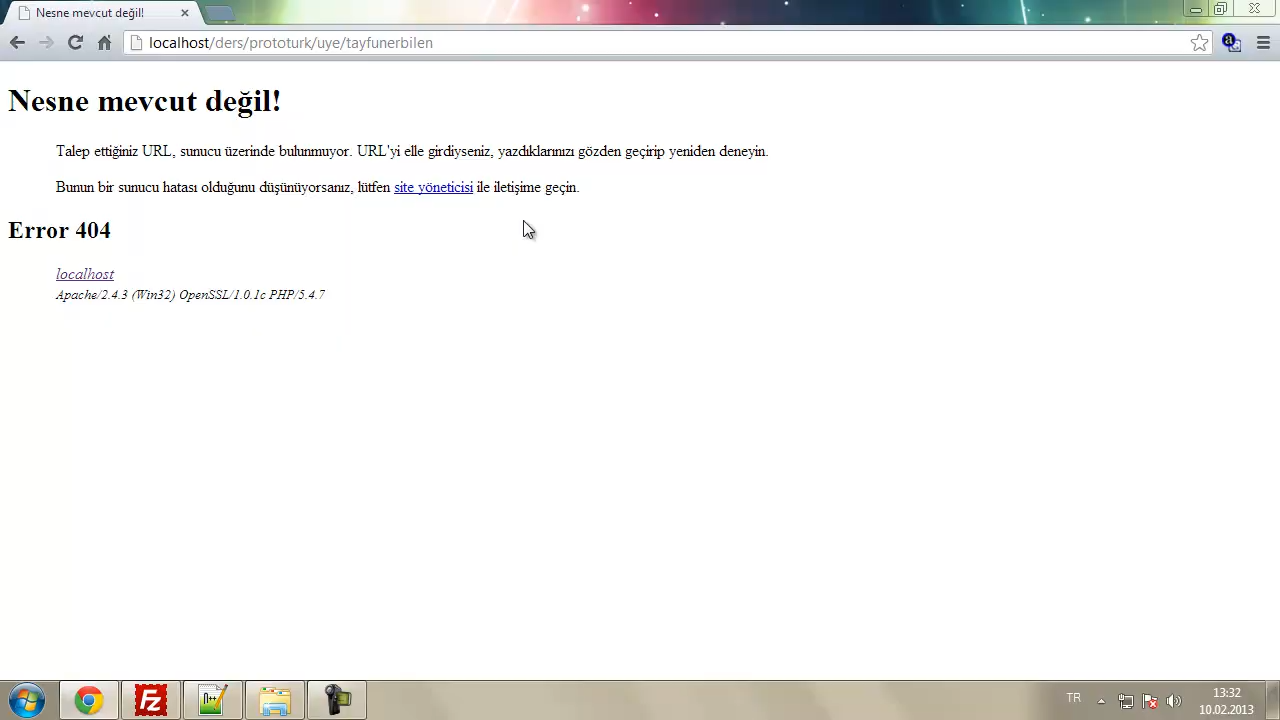 Nesne mevcut değil!
localhost/ders/prototurk/uye/tayfunerbilen
Nesne mevcut değil!
Talep ettiğiniz URL, sunucu üzerinde bulunmuyor. URL'yi elle girdiyseniz, yazdıklarınızı gözden geçirip yeniden deneyin.
Bunun bir sunucu hatası olduğunu düşünüyorsanız, lütfen site yöneticisi ile iletişime geçin.
Error 404
localhost
Apache/2.4.3 (Win32) OpenSSL/1.0.1c PHP/5.4.7
TR
13:32
10.02.2013